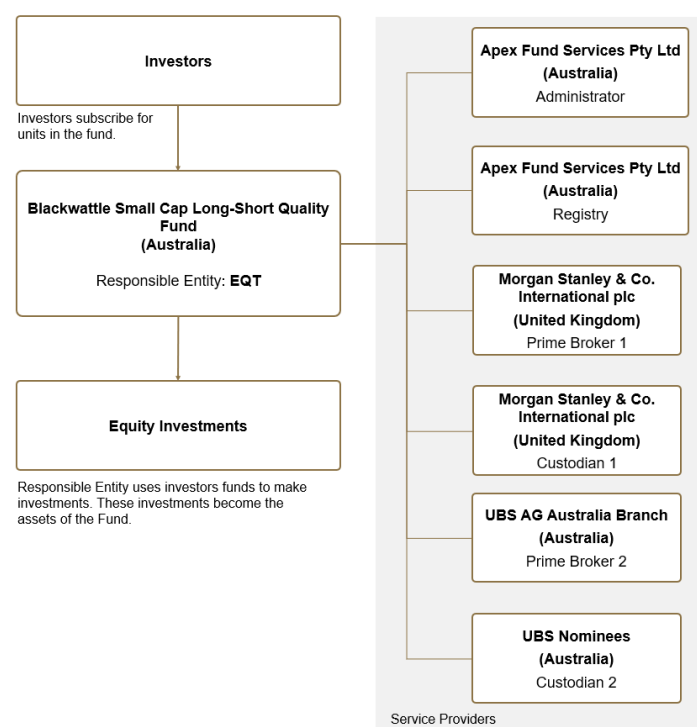 Investors
Investors subscribe for
units in the fund.
Blackwattle Small Cap Long-Short Quality
Fund
(Australia)
Responsible Entity: EQT
Equity Investments
Responsible Entity uses investors funds to make
investments. These investments become the
assets of the Fund.
Apex Fund Services Pty Ltd
(Australia)
Administrator
Apex Fund Services Pty Ltd
(Australia)
Registry
Morgan Stanley & Co.
International plc
(United Kingdom)
Prime Broker 1
Morgan Stanley & Co.
International plc
(United Kingdom)
Custodian 1
UBS AG Australia Branch
(Australia)
Prime Broker 2
UBS Nominees
(Australia)
Custodian 2
Service Providers